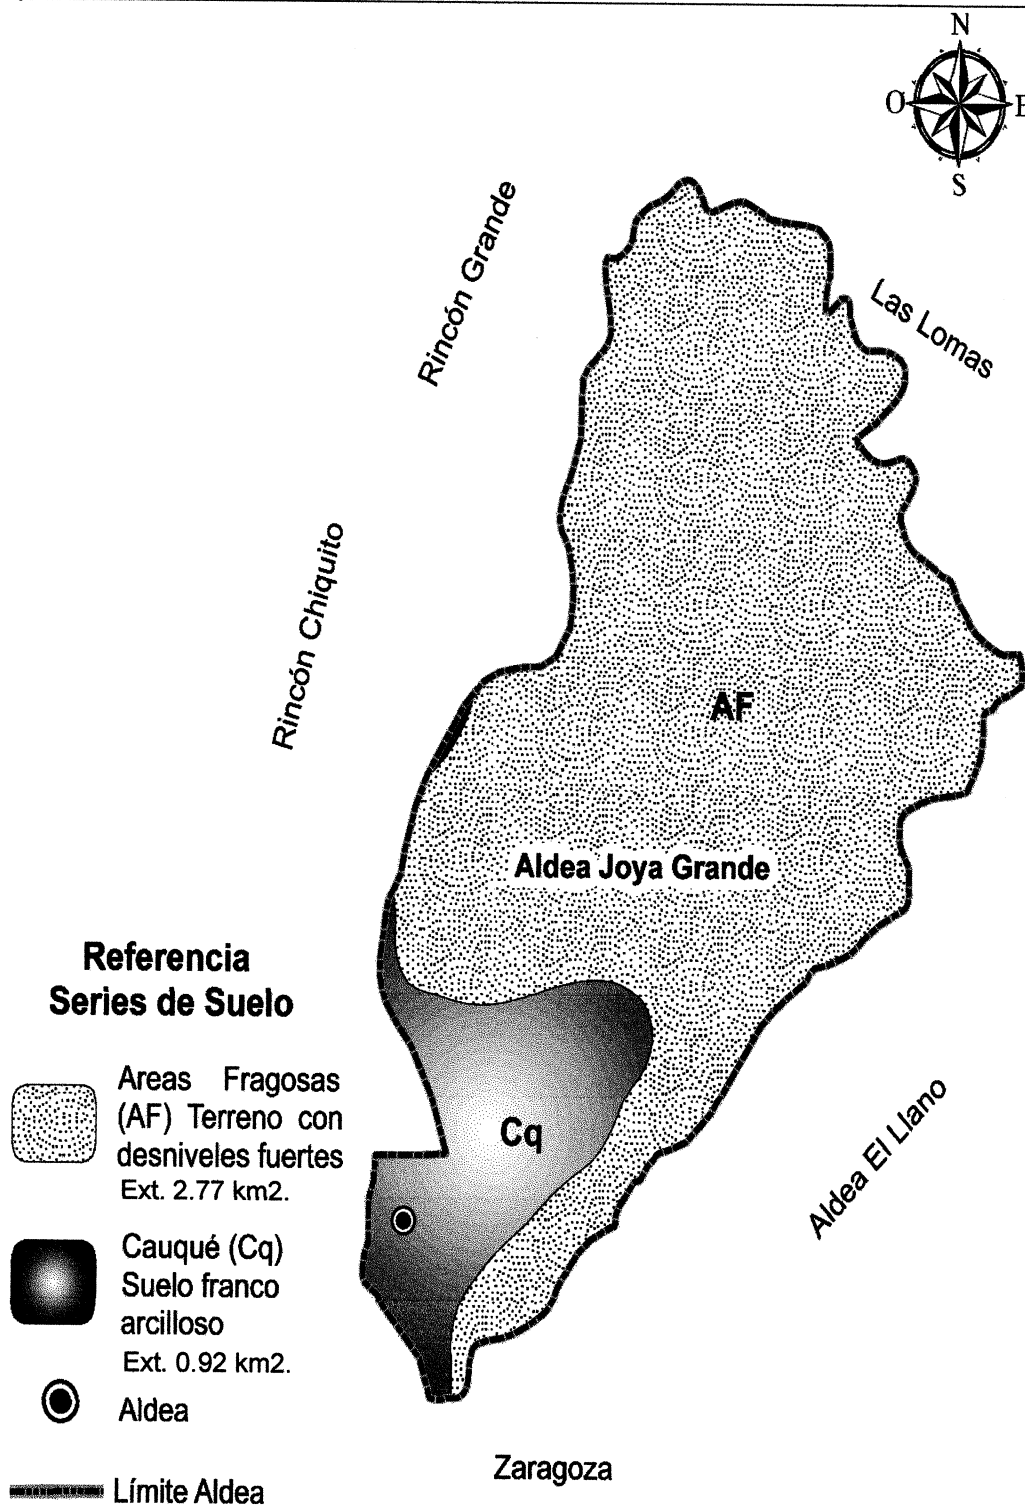 N
O
E
S
Rincón Grande
Las Lomas
Rincón Chiquito
AF
Aldea Joya Grande
Referencia
Series de Suelo
Areas Fragosas
(AF) Terreno con
desniveles fuertes
Ext. 2.77 km2.
Cq
Aldea El Llano
Cauqué (Cq)
Suelo franco
arcilloso
Ext. 0.92 km2.
Aldea
Zaragoza
Límite Aldea